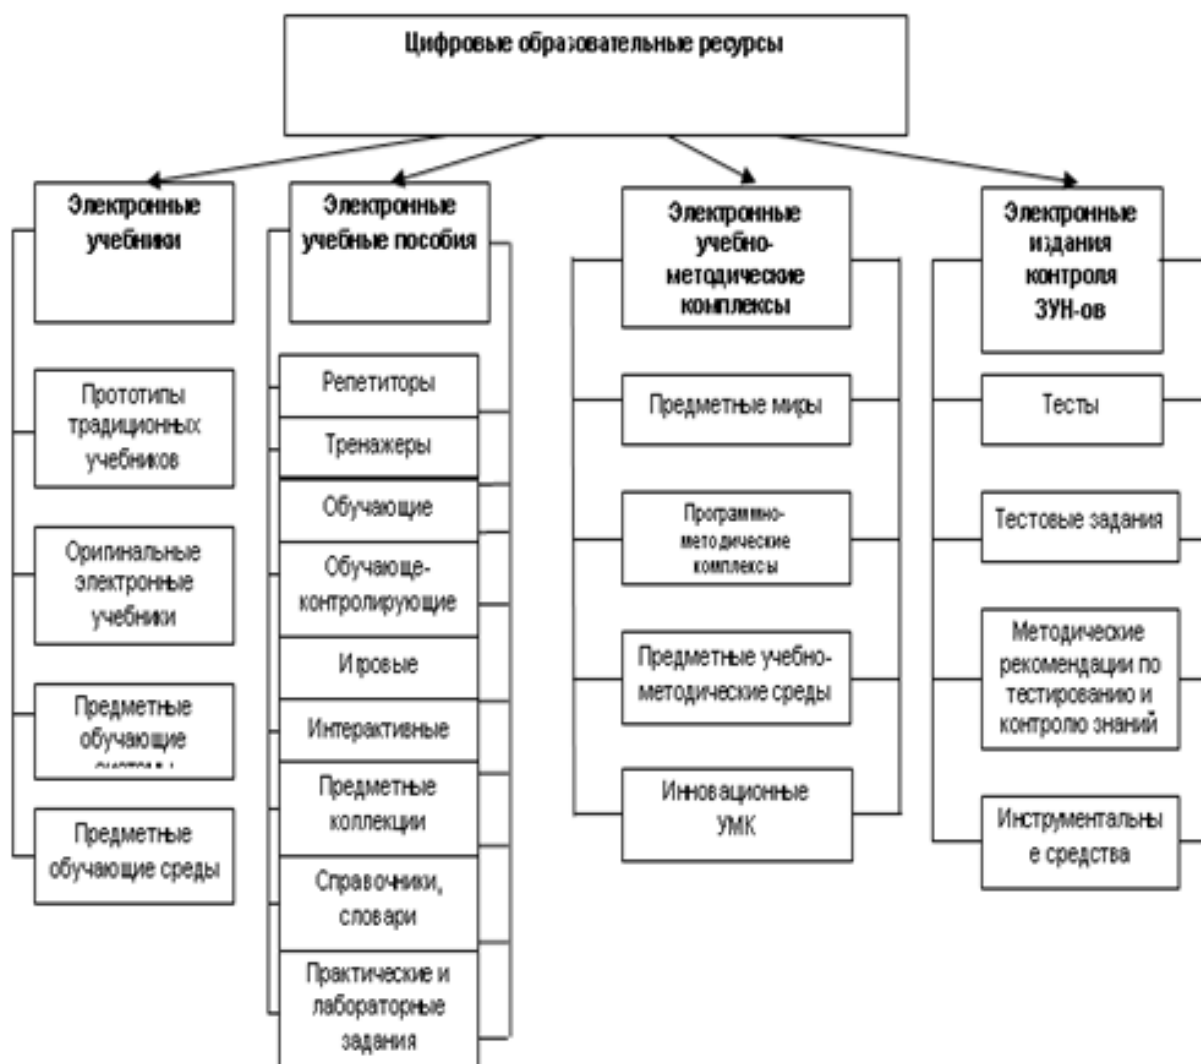 Цифровые образовательные ресурсы
Электронные
учебники
Прототипы
традиционных
учебников
Оригинальные
электронные
учебники
Предметные
обучающие
Предметные
обучающие среды
Электронные
учебные пособия
Репетиторы
Тренажеры
Обучающие
Обучающе-
контролирующие
Игровые
Интерактивные
Предметные
коллекции
Справочники,
словари
Практические и
лабораторные
задания
Электронные
учебно-
методические
комплексы
Предметные миры
Программно-
методические
комплексы
Предметные учебно-
методические среды
Инновационные
УМК
Электронные
издания
контроля
ЗУН-ов
Тесты
Тестовые задания
Методические
рекомендации по
тестированию и
контролю знаний
Инструментальны
е средства